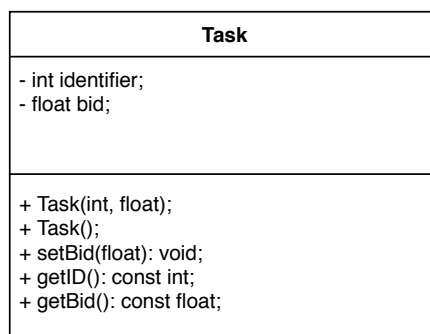 Task
- int identifier;
- float bid;
+ Task(int, float);
+ Task();
+ setBid(float): void;
+ getID(): const int;
+ getBid(): const float;